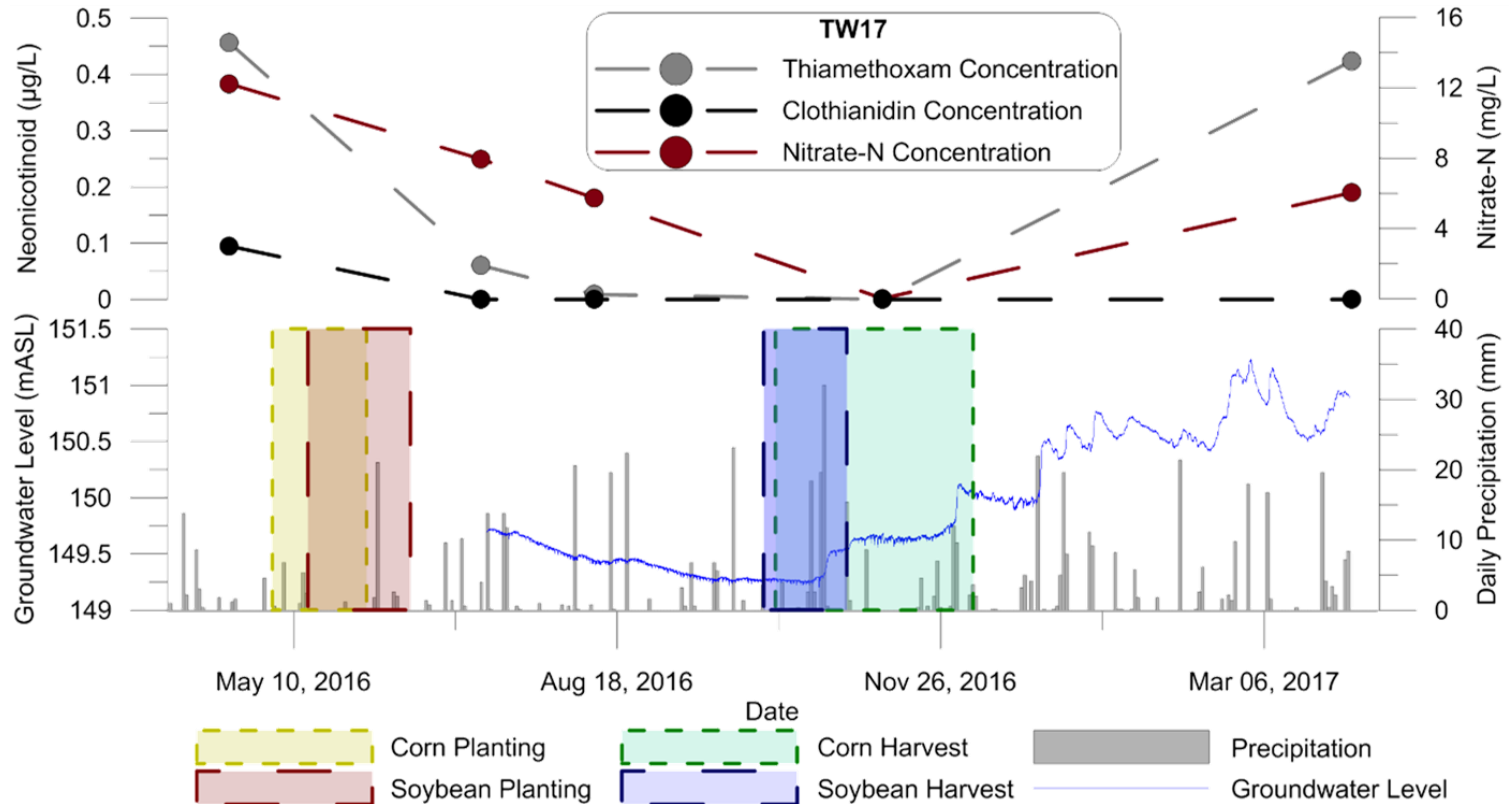 TW17
Thiamethoxam Concentration
Clothianidin Concentration
Nitrate-N Concentration
Neonicotinoid (µg/L)
0.5
0.4
0.3
0.2
0.1
0
Nitrate-N (mg/L)
16
12
8
4
0
Groundwater Level (mASL)
151.5
151
150.5
150
149.5
149
Daily Precipitation (mm)
40
30
20
10
0
May 10, 2016 Aug 18, 2016 Nov 26, 2016 Mar 06, 2017
Date
Corn Planting Corn Harvest Precipitation
Soybean Planting Soybean Harvest Groundwater Level